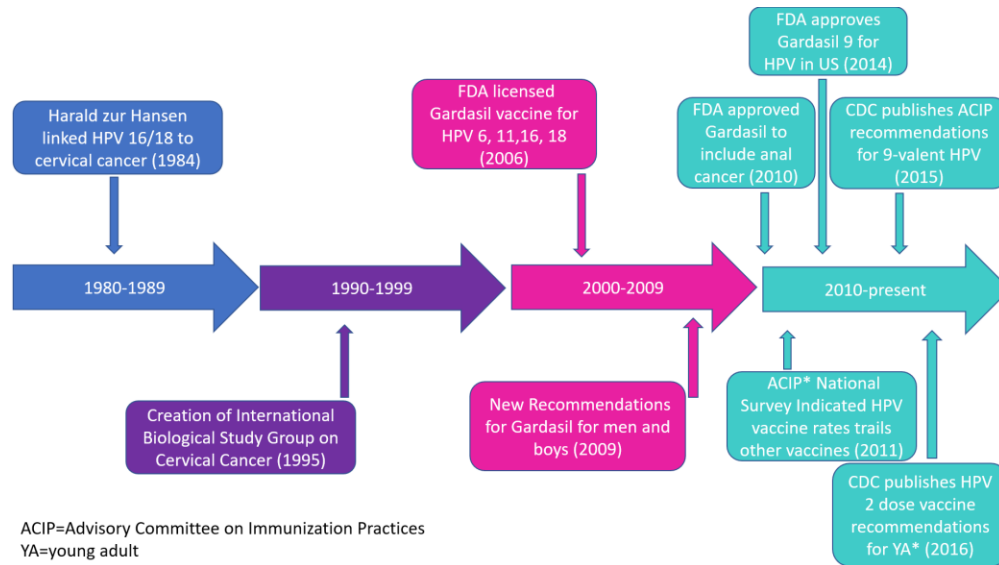 FDA approves
Gardasil 9 for
HPV in US (2014)
Harald zur Hansen
linked HPV 16/18 to
cervical cancer (1984)
FDA licensed
Gardasil vaccine for
HPV 6, 11,16, 18
(2006)
FDA approved
Gardasil to
include anal
cancer (2010)
CDC publishes ACIP
recommendations
for 9-valent HPV
(2015)
1980-1989
1990-1999
2000-2009
2010-present
Creation of International
Biological Study Group on
Cervical Cancer (1995)
New Recommendations
for Gardasil for men and
boys (2009)
ACIP* National
Survey Indicated HPV
vaccine rates trails
other vaccines (2011)
CDC publishes HPV
2 dose vaccine
recommendations
for YA* (2016)
ACIP=Advisory Committee on Immunization Practices
YA=young adult